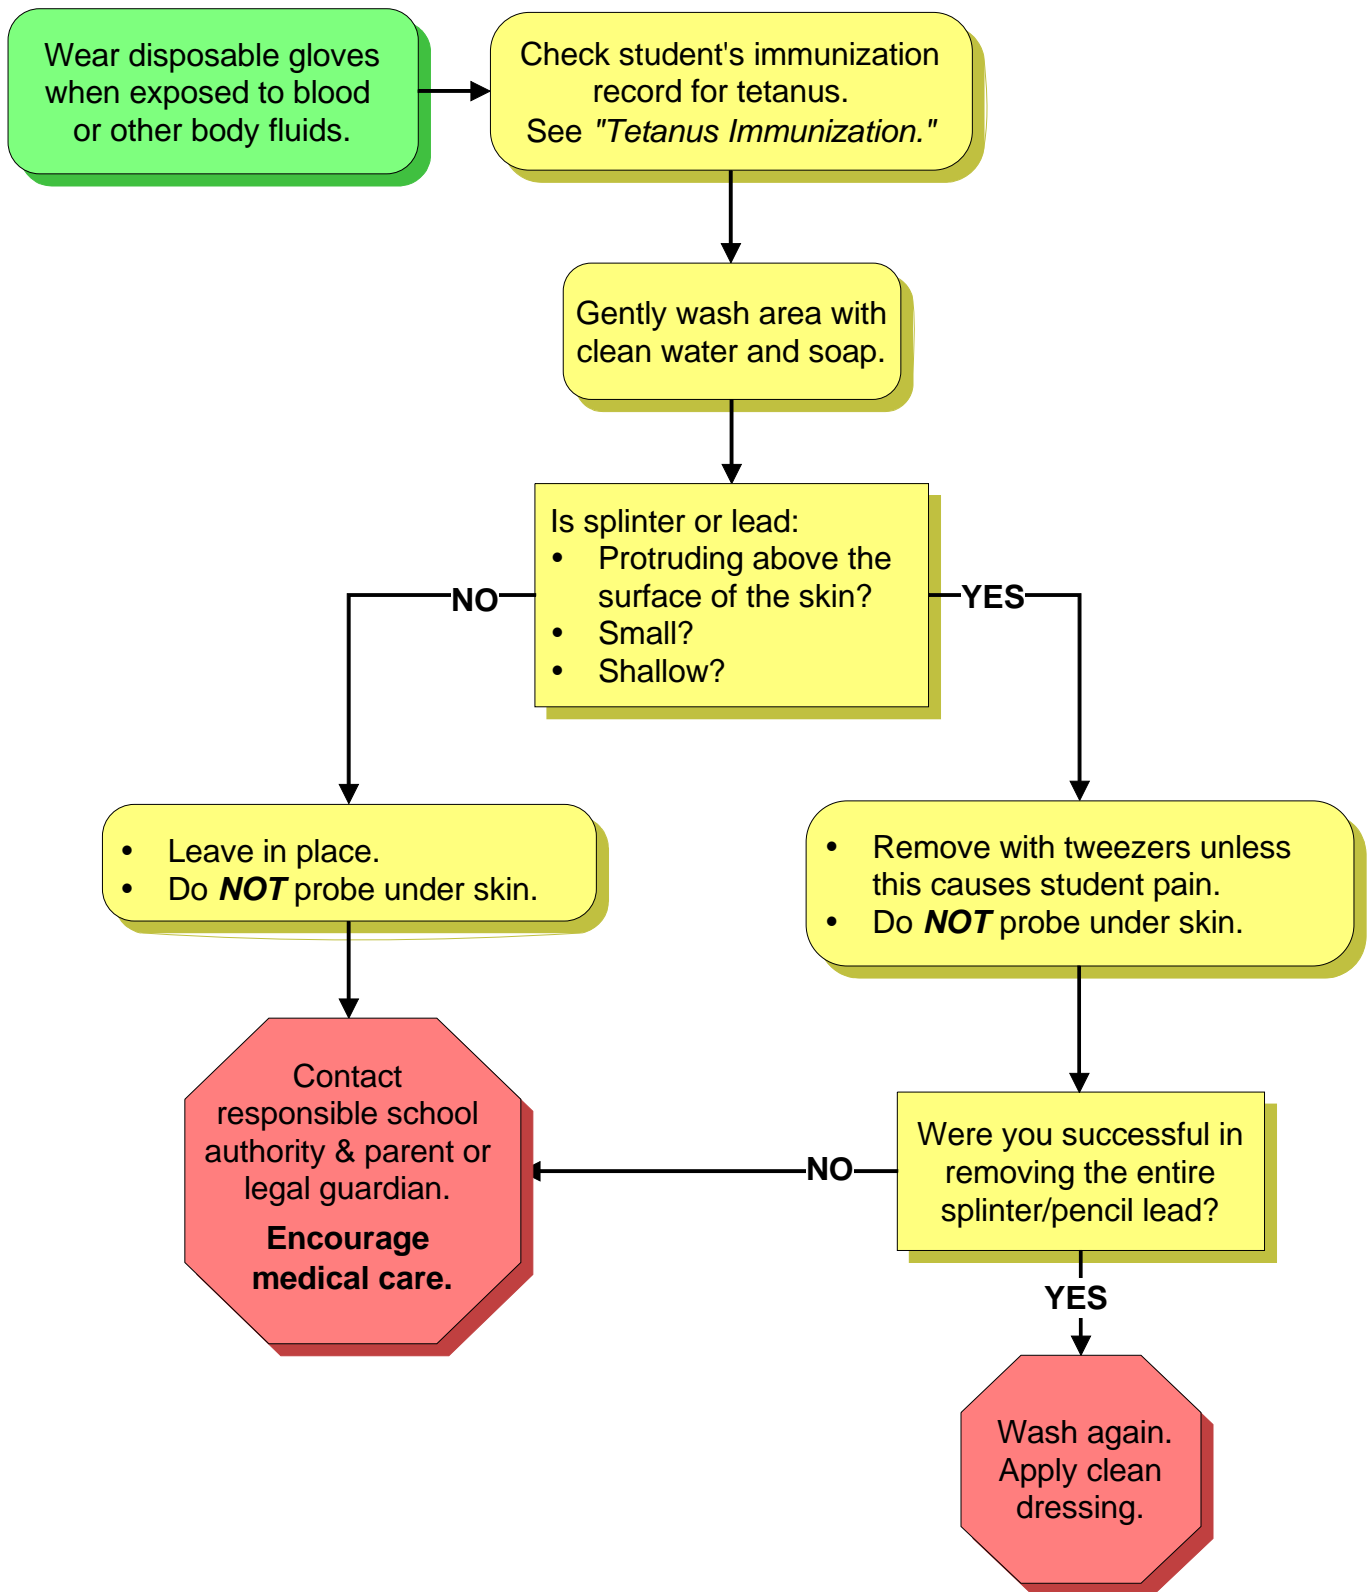 Wear disposable gloves
when exposed to blood
or other body fluids.
Check student's immunization
record for tetanus.
See "Tetanus Immunization."
Gently wash area with
clean water and soap.
Is splinter or lead:
• Protruding above the
surface of the skin?
• Small?
• Shallow?
NO
YES
• Leave in place.
• Do NOT probe under skin.
• Remove with tweezers unless
this causes student pain.
• Do NOT probe under skin.
Contact
responsible school
authority & parent or
legal guardian.
Encourage
medical care.
NO
Were you successful in
removing the entire
splinter/pencil lead?
YES
Wash again.
Apply clean
dressing.